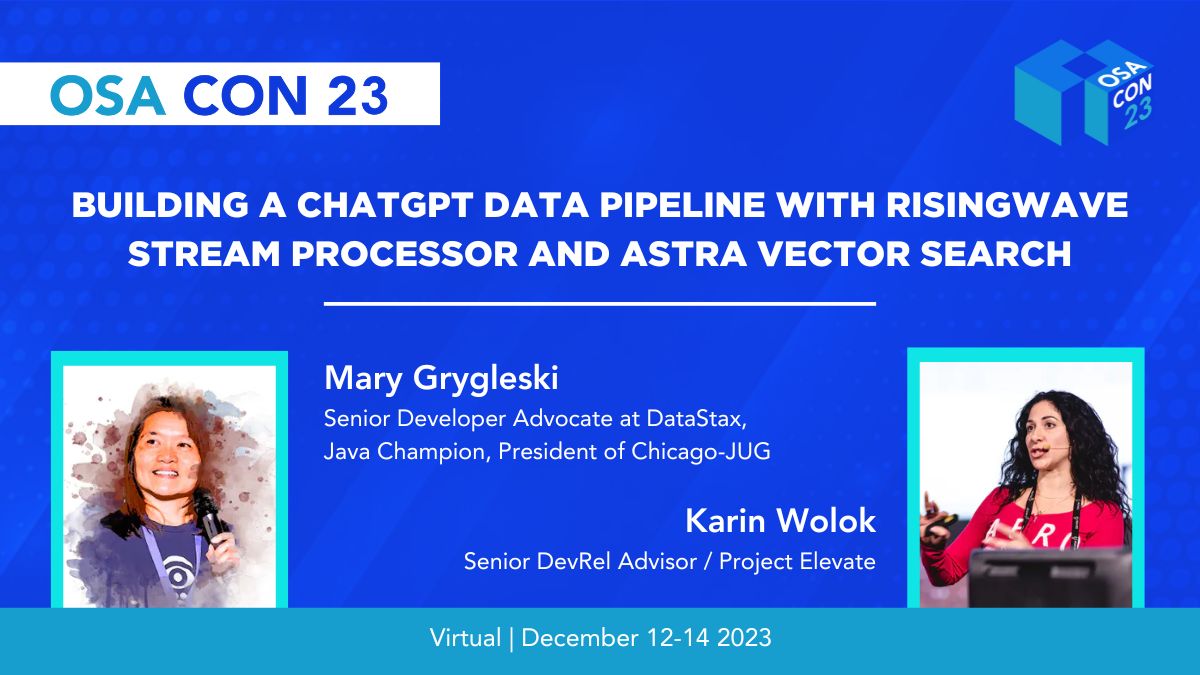 OSA CON 23
OSA
CON
23
BUILDING A CHATGPT DATA PIPELINE WITH RISINGWAVE
STREAM PROCESSOR AND ASTRA VECTOR SEARCH
Mary Grygleski
Senior Developer Advocate at DataStax,
Java Champion, President of Chicago-JUG
Karin Wolok
Senior DevRel Advisor / Project Elevate
Virtual | December 12-14 2023